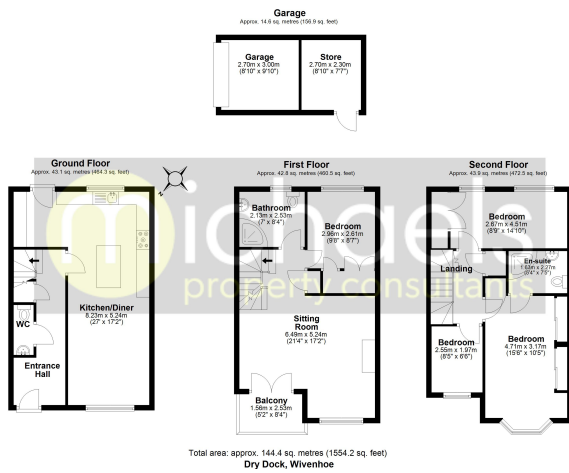 Garage
Approx. 14.6 sq. metres (156.9 sq. feet)
Garage
2.70m x 3.00m
(8'10" x 9'10")
Store
2.70m x 2.30m
(8'10" x 7'7")
Ground Floor
Approx. 43.1 sq. metres (464.3 sq. feet)
N
Kitchen/Diner
8.23m x 5.24m
(27' x 17'2")
WC
Entrance
Hall
First Floor
Approx. 42.8 sq. metres (460.5 sq. feet)
Bathroom
2.13m x 2.53m
(7' x 8'4")
Bedroom
2.96m x 2.61m
(9'8" x 8'7")
Sitting
Room
6.49m x 5.24m
(21'4" x 17'2")
Balcony
1.58m x 2.53m
(5'2" x 8'4")
Second Floor
Approx. 43.9 sq. metres (472.5 sq. feet)
Bedroom
2.67m x 4.51m
(8'9" x 14'10")
En-suite
1.63m x 2.27m
(5'4" x 7'5")
Landing
Bedroom
2.55m x 1.97m
(8'5" x 6'6")
Bedroom
4.71m x 3.17m
(15'6" x 10'5")
michaels
property consultants
Total area: approx. 144.4 sq. metres (1554.2 sq. feet)
Dry Dock, Wivenhoe